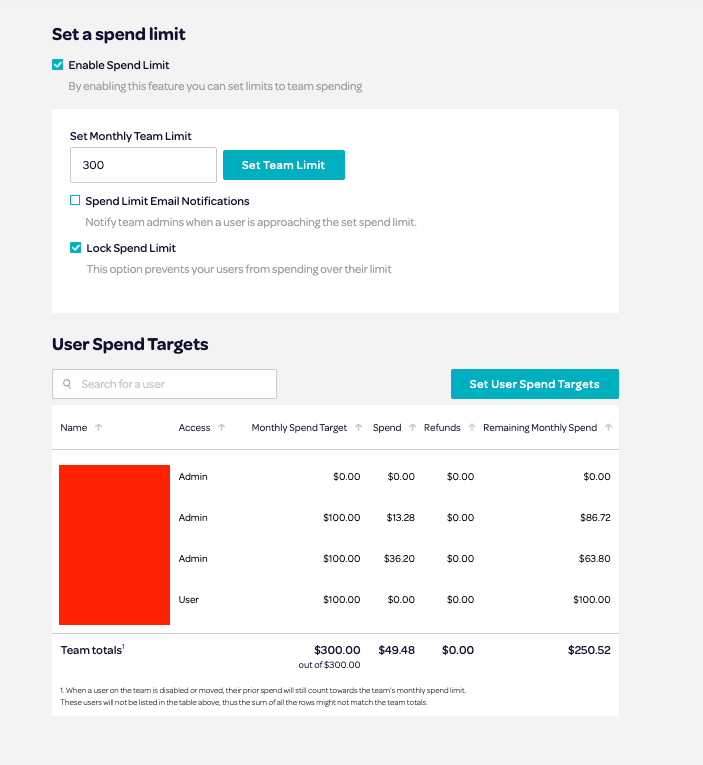 Set a spend limit
Enable Spend Limit
By enabling this feature you can set limits to team spending
Set Monthly Team Limit
300
Set Team Limit
Spend Limit Email Notifications
Notify team admins when a user is approaching the set spend limit.
Lock Spend Limit
This option prevents your users from spending over their limit
User Spend Targets
Search for a user
Set User Spend Targets
Name Access Monthly Spend Target Spend Refunds Remaining Monthly Spend
Admin $0.00 $0.00 $0.00 $0.00
Admin $100.00 $13.28 $0.00 $86.72
Admin $100.00 $36.20 $0.00 $63.80
User $100.00 $0.00 $0.00 $100.00
Team totals¹ $300.00 $49.48 $0.00 $250.52
out of $300.00
1. When a user on the team is disabled or moved, their prior spend will still count towards the team's monthly spend limit.
These users will not be listed in the table above, thus the sum of all the rows might not match the team totals.